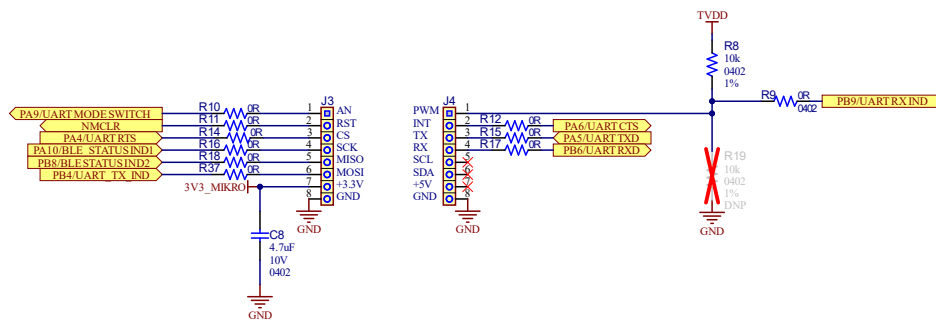 TVDD
R8
10k
0402
1%
R9
0R
0402
PB9/UART RX IND
R19
10k
0402
1%
DNP
GND
J3
PA9/UART MODE SWITCH
R10
0R
1
AN
NMCLR
R11
0R
2
RST
PA4/UART RTS
R14
0R
3
CS
PA10/BLE_STATUS IND1
R16
0R
4
SCK
PB8/BLE STATUS IND2
R18
0R
5
MISO
PB4/UART_TX_IND
R37
0R
6
MOSI
3V3_MIKRO
7
+3.3V
8
GND
GND
C8
4.7uF
10V
0402
GND
J4
PWM
1
INT
2
R12
0R
PA6/UART CTS
TX
3
R15
0R
PA5/UART TXD
RX
4
R17
0R
PB6/UART RXD
SCL
5
SDA
6
+5V
7
GND
8
GND